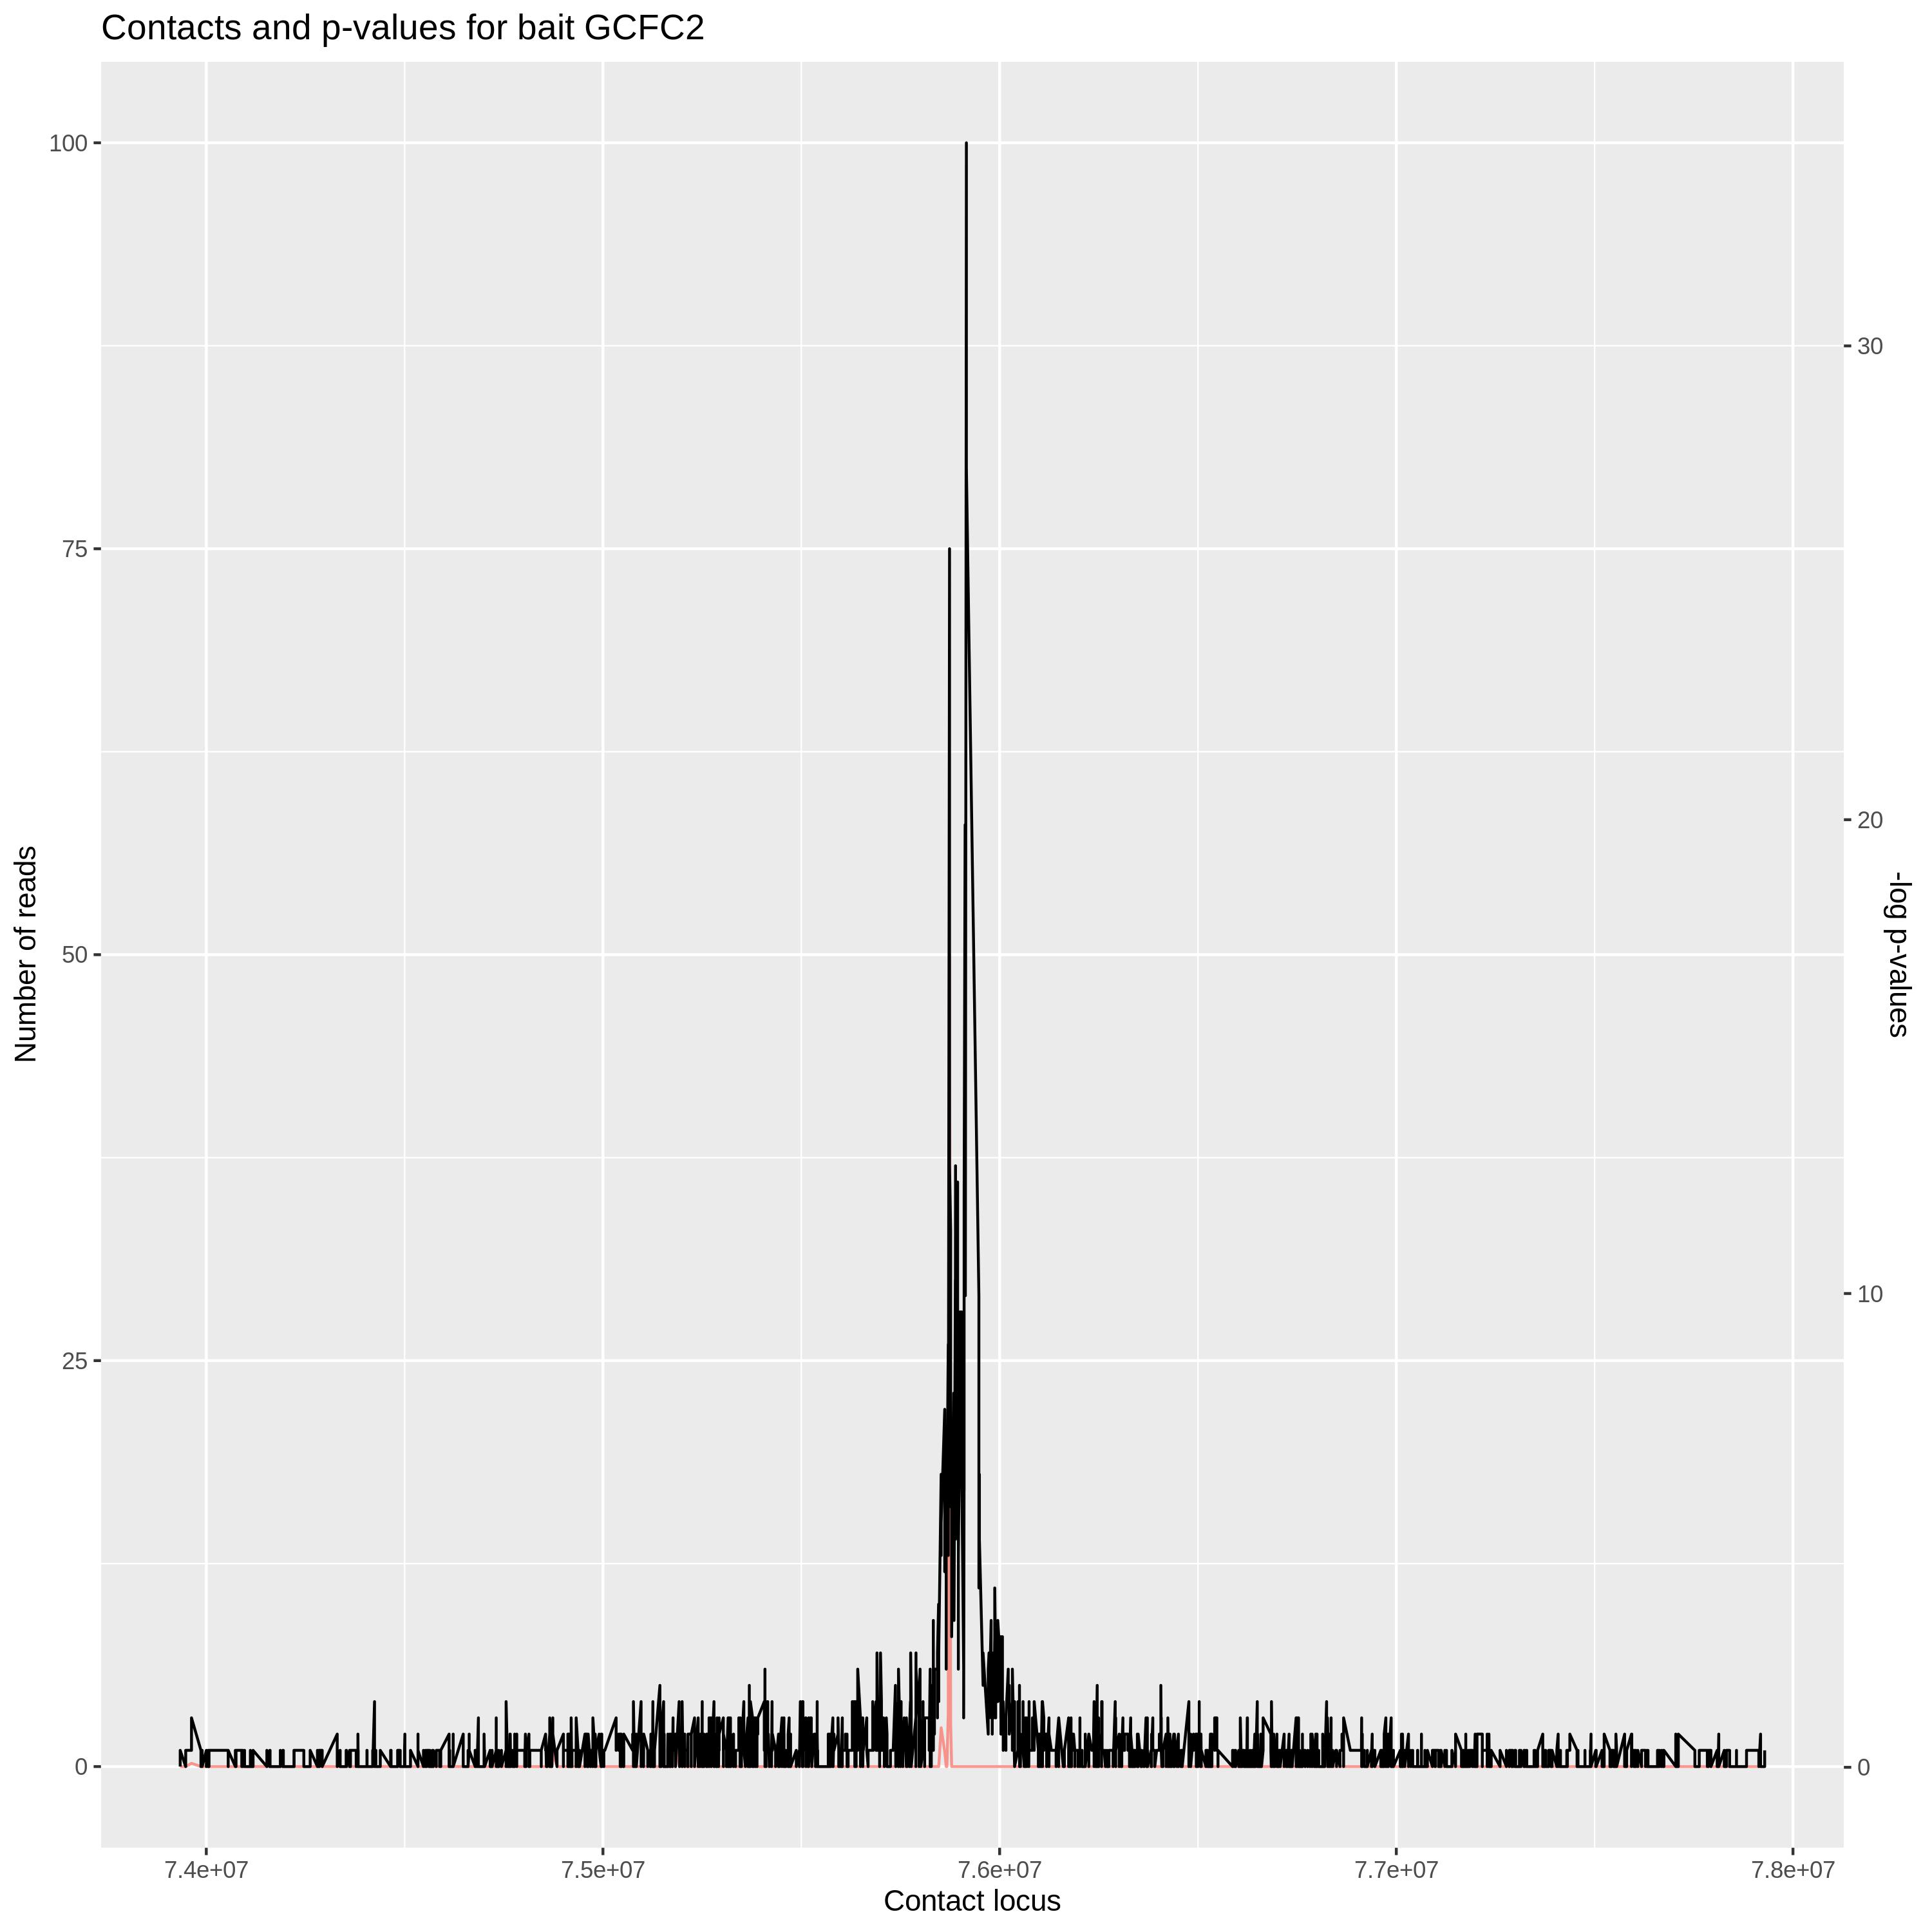 Contacts and p-values for bait GCFC2
100
75
50
25
0
Number of reads
30
20
10
0
-log p-values
7.4e+07
7.5e+07
7.6e+07
7.7e+07
7.8e+07
Contact locus